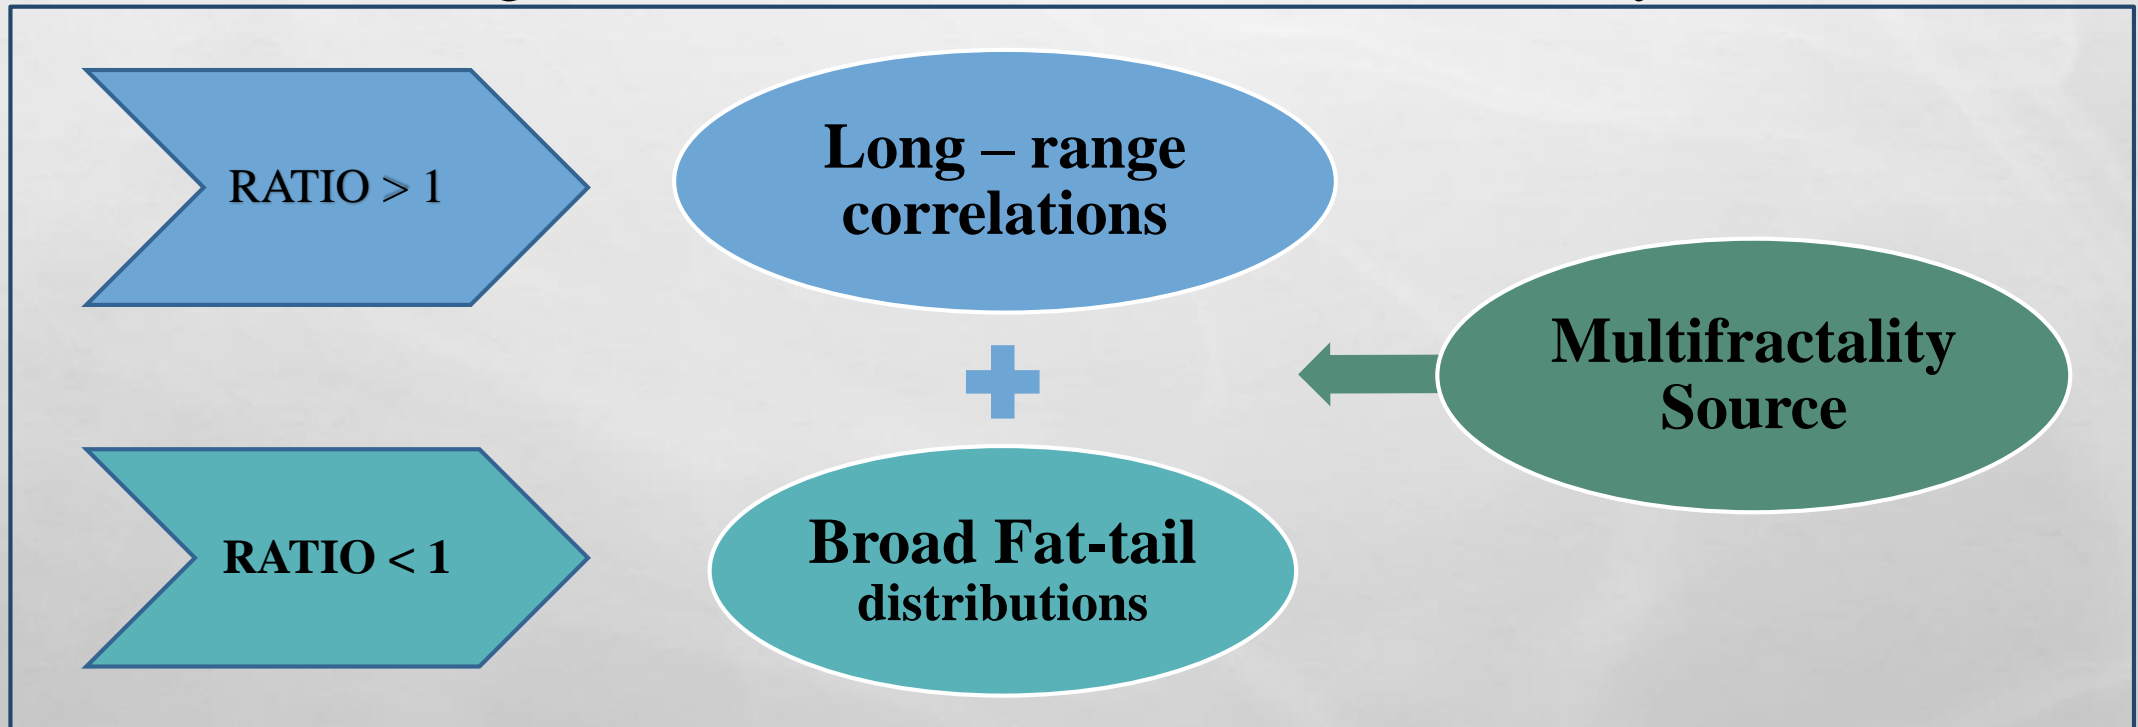 RATIO > 1
Long – range
correlations
Multifractality
Source
RATIO < 1
Broad Fat-tail
distributions